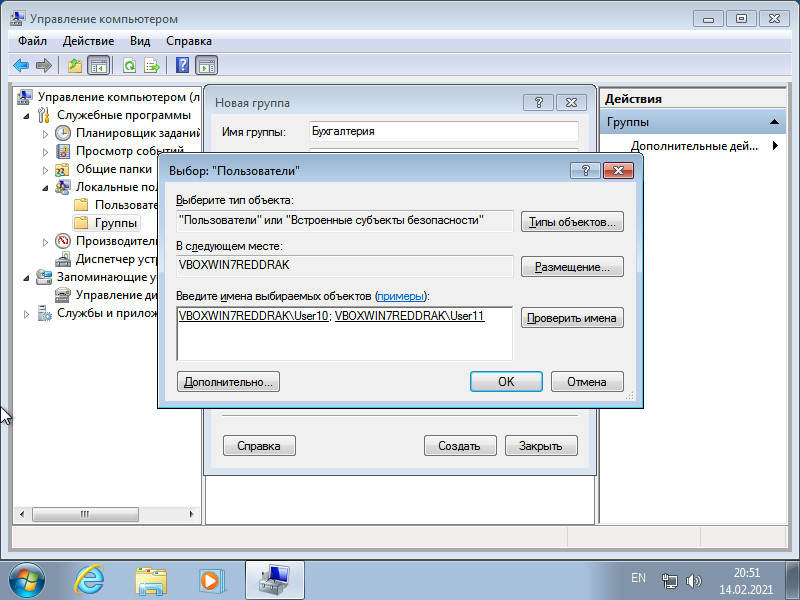 Управление компьютером
Файл Действие Вид Справка
Управление компьютером (л
Служебные программы
Планировщик заданий
Просмотр событий
Общие папки
Локальные по
Пользовате
Группы
Производител
Диспетчер уст
Запоминающие у
Управление ди
Службы и прилож
Новая группа
Имя группы: Бухгалтерия
Действия
Группы
Дополнительные дей...
Выбор: "Пользователи"
Выберите тип объекта:
"Пользователи" или "Встроенные субъекты безопасности"
Типы объектов...
В следующем месте:
VBOXWIN7REDDRAK
Размещение...
Введите имена выбираемых объектов (примеры):
VBOXWIN7REDDRAK\User10; VBOXWIN7REDDRAK\User11
Проверить имена
Дополнительно... OK Отмена
Справка Создать Закрыть
EN
20:51
14.02.2021